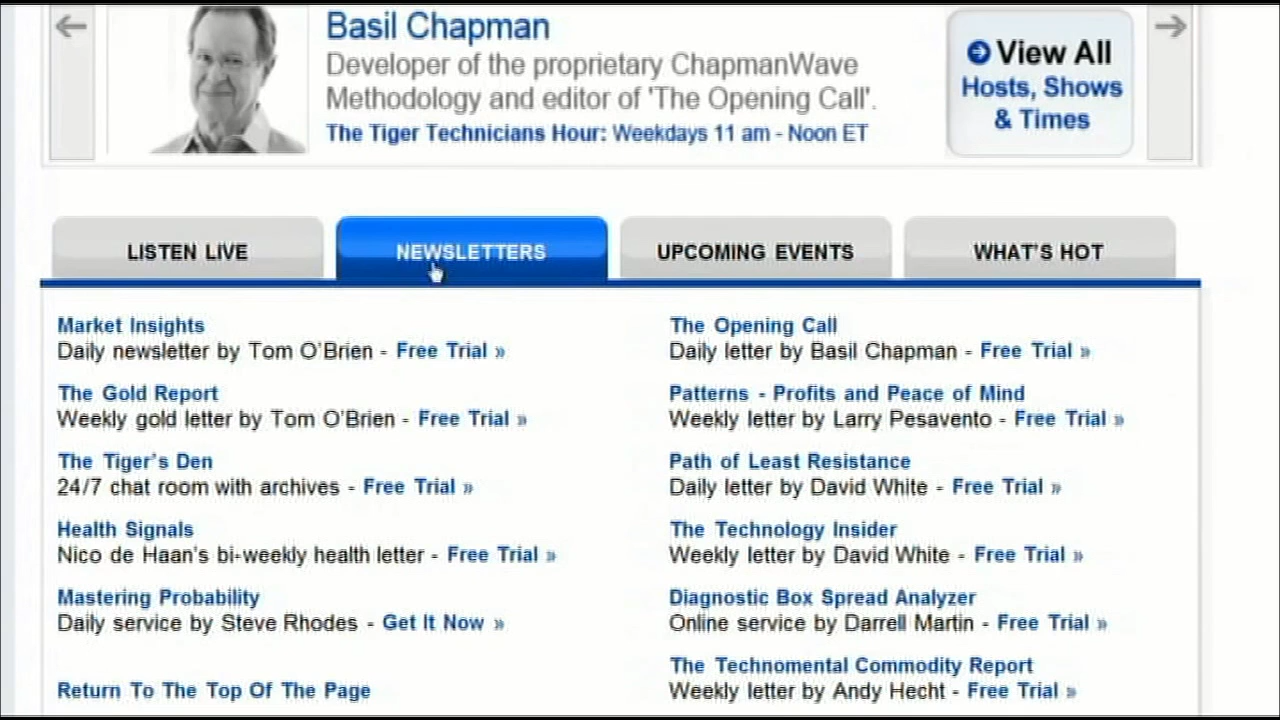 Basil Chapman
Developer of the proprietary ChapmanWave
Methodology and editor of 'The Opening Call'.
The Tiger Technicians Hour: Weekdays 11 am - Noon ET
View All
Hosts, Shows
& Times
LISTEN LIVE
NEWSLETTERS
UPCOMING EVENTS
WHAT'S HOT
Market Insights
Daily newsletter by Tom O'Brien - Free Trial »
The Gold Report
Weekly gold letter by Tom O'Brien - Free Trial »
The Tiger's Den
24/7 chat room with archives - Free Trial »
Health Signals
Nico de Haan's bi-weekly health letter - Free Trial »
Mastering Probability
Daily service by Steve Rhodes - Get It Now »
Return To The Top Of The Page
The Opening Call
Daily letter by Basil Chapman - Free Trial »
Patterns - Profits and Peace of Mind
Weekly letter by Larry Pesavento - Free Trial »
Path of Least Resistance
Daily letter by David White - Free Trial »
The Technology Insider
Weekly letter by David White - Free Trial »
Diagnostic Box Spread Analyzer
Online service by Darrell Martin - Free Trial »
The Technomental Commodity Report
Weekly letter by Andy Hecht - Free Trial »